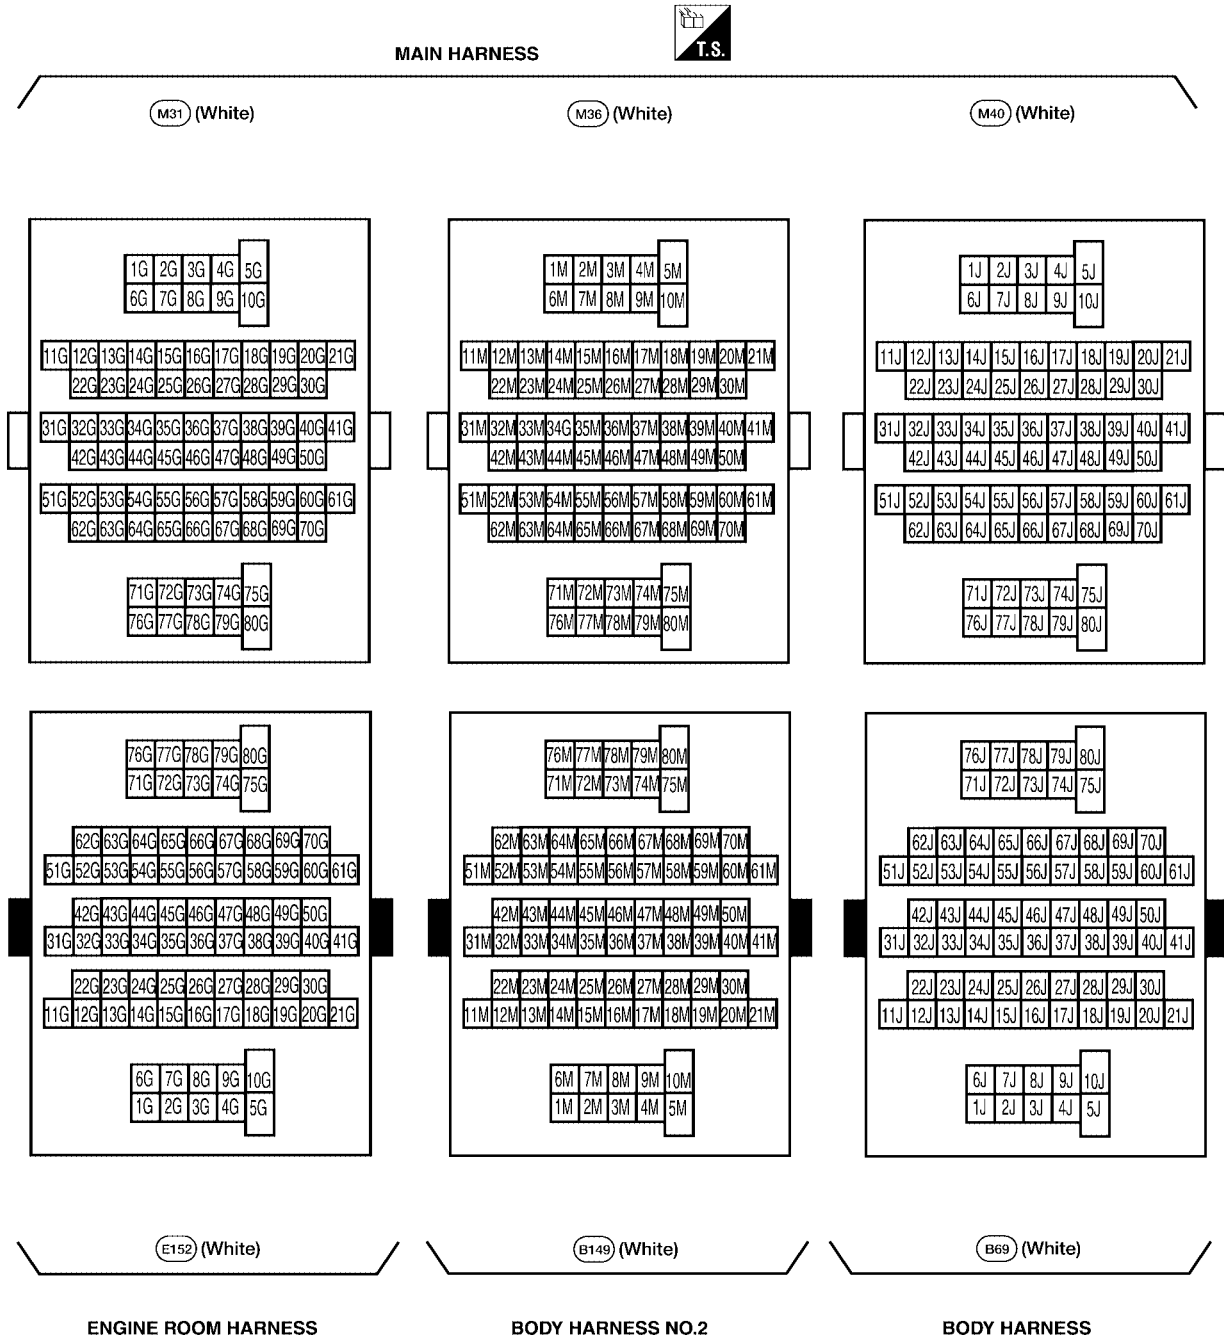 T.S.
MAIN HARNESS
M31 (White) M36 (White) M40 (White)
1G 2G 3G 4G 5G 1M 2M 3M 4M 5M 1J 2J 3J 4J 5J
6G 7G 8G 9G 10G 6M 7M 8M 9M 10M 6J 7J 8J 9J 10J
11G 12G 13G 14G 15G 16G 17G 18G 19G 20G 21G 11M 12M 13M 14M 15M 16M 17M 18M 19M 20M 21M 11J 12J 13J 14J 15J 16J 17J 18J 19J 20J 21J
22G 23G 24G 25G 26G 27G 28G 29G 30G 22M 23M 24M 25M 26M 27M 28M 29M 30M 22J 23J 24J 25J 26J 27J 28J 29J 30J
31G 32G 33G 34G 35G 36G 37G 38G 39G 40G 41G 31M 32M 33M 34G 35M 36M 37M 38M 39M 40M 41M 31J 32J 33J 34J 35J 36J 37J 38J 39J 40J 41J
42G 43G 44G 45G 46G 47G 48G 49G 50G 42M 43M 44M 45M 46M 47M 48M 49M 50M 42J 43J 44J 45J 46J 47J 48J 49J 50J
51G 52G 53G 54G 55G 56G 57G 58G 59G 60G 61G 51M 52M 53M 54M 55M 56M 57M 58M 59M 60M 61M 51J 52J 53J 54J 55J 56J 57J 58J 59J 60J 61J
62G 63G 64G 65G 66G 67G 68G 69G 70G 62M 63M 64M 65M 66M 67M 68M 69M 70M 62J 63J 64J 65J 66J 67J 68J 69J 70J
71G 72G 73G 74G 75G 71M 72M 73M 74M 75M 71J 72J 73J 74J 75J
76G 77G 78G 79G 80G 76M 77M 78M 79M 80M 76J 77J 78J 79J 80J
76G 77G 78G 79G 80G 76M 77M 78M 79M 80M 76J 77J 78J 79J 80J
71G 72G 73G 74G 75G 71M 72M 73M 74M 75M 71J 72J 73J 74J 75J
62G 63G 64G 65G 66G 67G 68G 69G 70G 62M 63M 64M 65M 66M 67M 68M 69M 70M 62J 63J 64J 65J 66J 67J 68J 69J 70J
51G 52G 53G 54G 55G 56G 57G 58G 59G 60G 61G 51M 52M 53M 54M 55M 56M 57M 58M 59M 60M 61M 51J 52J 53J 54J 55J 56J 57J 58J 59J 60J 61J
42G 43G 44G 45G 46G 47G 48G 49G 50G 42M 43M 44M 45M 46M 47M 48M 49M 50M 42J 43J 44J 45J 46J 47J 48J 49J 50J
31G 32G 33G 34G 35G 36G 37G 38G 39G 40G 41G 31M 32M 33M 34M 35M 36M 37M 38M 39M 40M 41M 31J 32J 33J 34J 35J 36J 37J 38J 39J 40J 41J
22G 23G 24G 25G 26G 27G 28G 29G 30G 22M 23M 24M 25M 26M 27M 28M 29M 30M 22J 23J 24J 25J 26J 27J 28J 29J 30J
11G 12G 13G 14G 15G 16G 17G 18G 19G 20G 21G 11M 12M 13M 14M 15M 16M 17M 18M 19M 20M 21M 11J 12J 13J 14J 15J 16J 17J 18J 19J 20J 21J
6G 7G 8G 9G 10G 6M 7M 8M 9M 10M 6J 7J 8J 9J 10J
1G 2G 3G 4G 5G 1M 2M 3M 4M 5M 1J 2J 3J 4J 5J
E152 (White) B149 (White) B69 (White)
ENGINE ROOM HARNESS BODY HARNESS NO.2 BODY HARNESS